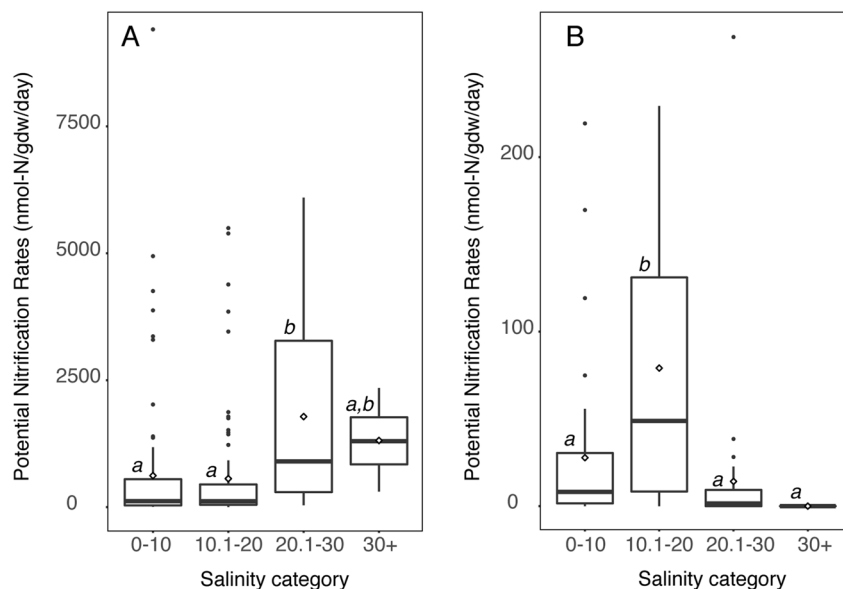 A
Potential Nitrification Rates (nmol-N/gdw/day)
7500
5000
2500
0
a
a
b
a,b
0-10
10.1-20
20.1-30
30+
Salinity category
B
Potential Nitrification Rates (nmol-N/gdw/day)
200
100
0
a
b
a
a
0-10
10.1-20
20.1-30
30+
Salinity category